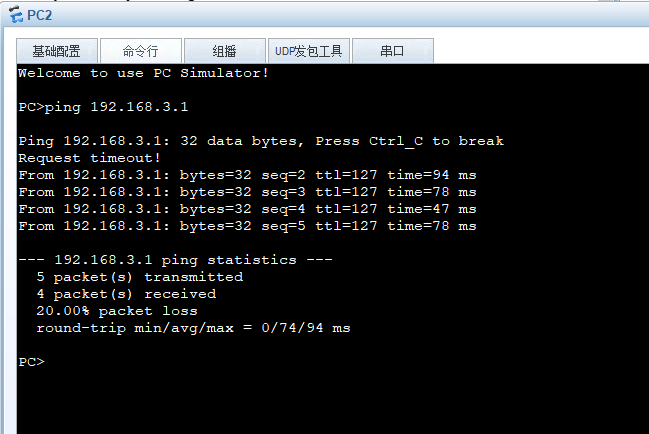 PC2
基础配置 命令行 组播 UDP发包工具 串口
Welcome to use PC Simulator!
PC>ping 192.168.3.1
Ping 192.168.3.1: 32 data bytes, Press Ctrl_C to break
Request timeout!
From 192.168.3.1: bytes=32 seq=2 ttl=127 time=94 ms
From 192.168.3.1: bytes=32 seq=3 ttl=127 time=78 ms
From 192.168.3.1: bytes=32 seq=4 ttl=127 time=47 ms
From 192.168.3.1: bytes=32 seq=5 ttl=127 time=78 ms
--- 192.168.3.1 ping statistics ---
5 packet(s) transmitted
4 packet(s) received
20.00% packet loss
round-trip min/avg/max = 0/74/94 ms
PC>